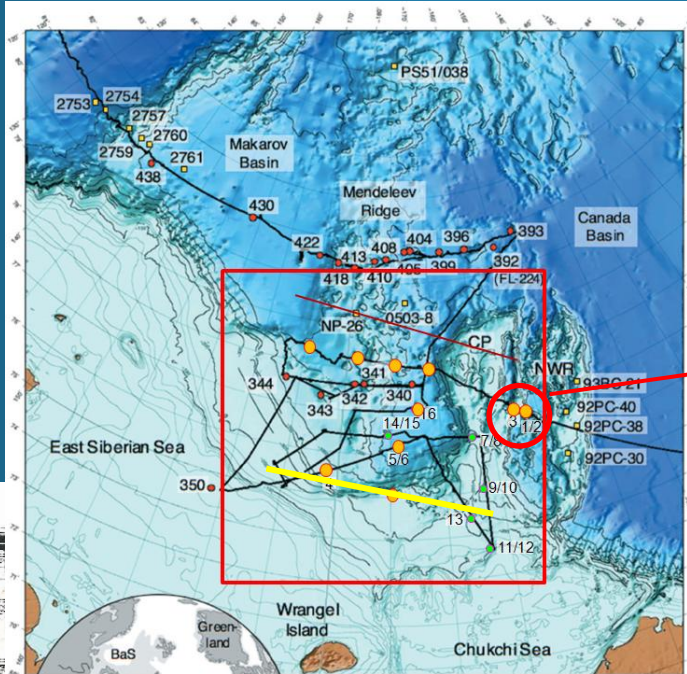 PS51/038
2753
2754
2757
2760
2759
2761
438
Makarov
Basin
430
Mendeleev
Ridge
Canada
Basin
422
413
408
404
396
393
418
410
405
399
392
(FL-224)
NP-26
0503-8
CP
NWR
344
341
343
342
340
93BC-21
92PC-40
92PC-38
92PC-30
3
1/2
16
14/15
7/8
5/6
4
East Siberian Sea
350
9/10
13
11/12
Wrangel
Island
Chukchi Sea
Green-
land
BaS